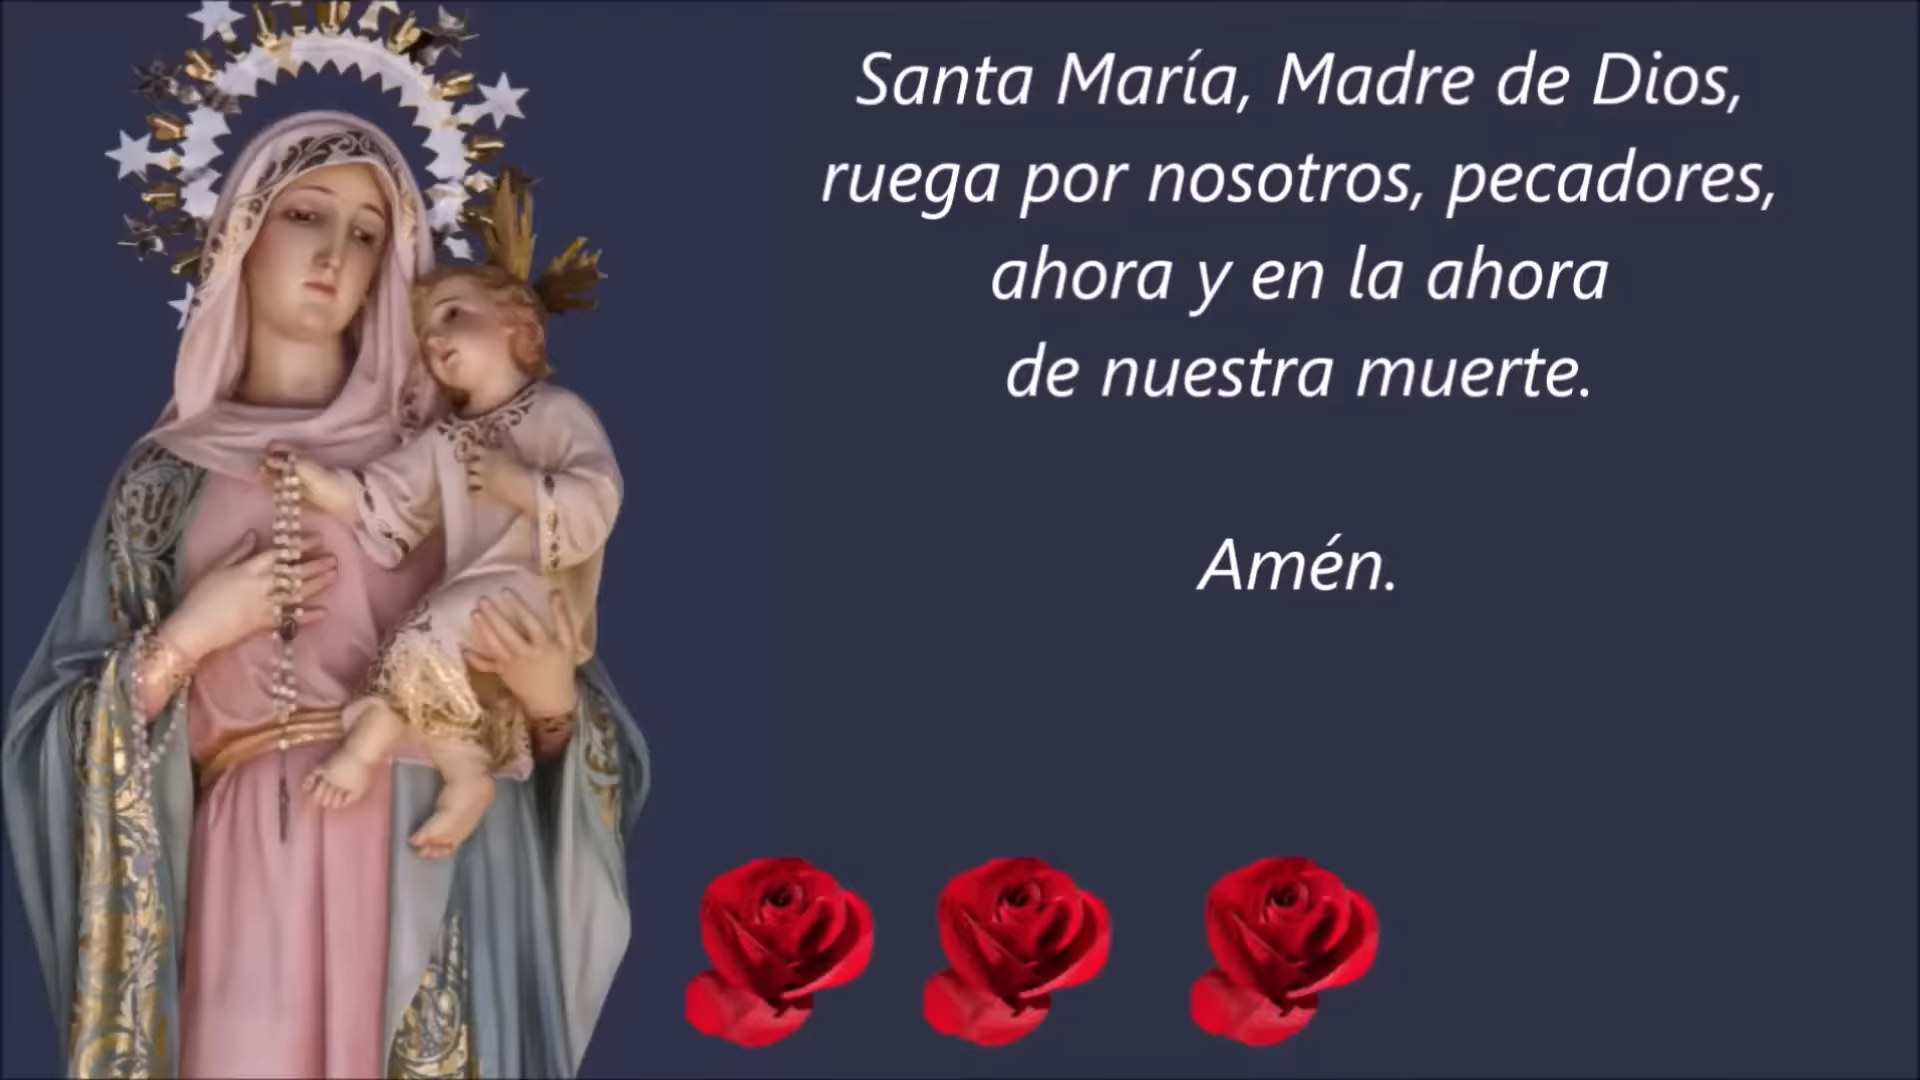 Santa María, Madre de Dios,
ruega por nosotros, pecadores,
ahora y en la ahora
de nuestra muerte.
Amén.